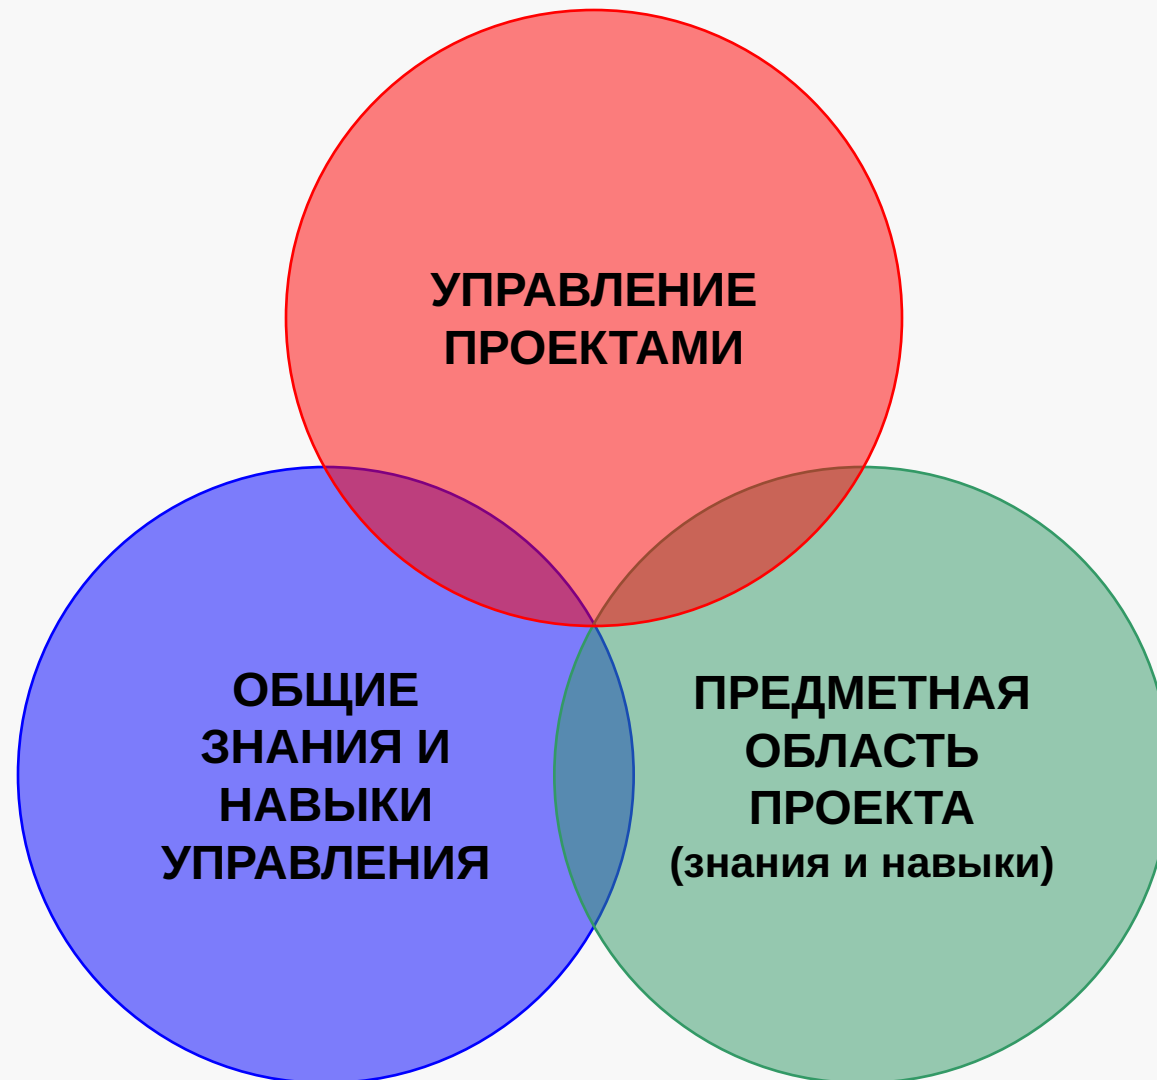 УПРАВЛЕНИЕ
ПРОЕКТАМИ
ОБЩИЕ
ЗНАНИЯ И
НАВЫКИ
УПРАВЛЕНИЯ
ПРЕДМЕТНАЯ
ОБЛАСТЬ
ПРОЕКТА
(знания и навыки)